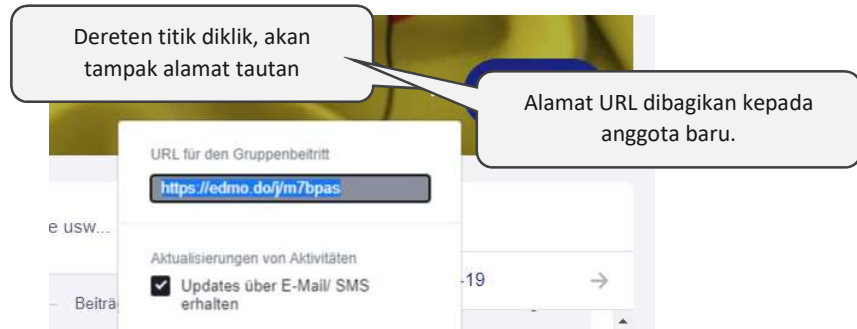 Dereten titik diklik, akan
tampak alamat tautan
Alamat URL dibagikan kepada
anggota baru.
URL für den Gruppenbeitritt
https://edmo.do/j/m7bpas
e usw...
Aktualisierungen von Aktivitäten
Updates über E-Mail/ SMS
erhalten
-19
Beiträ